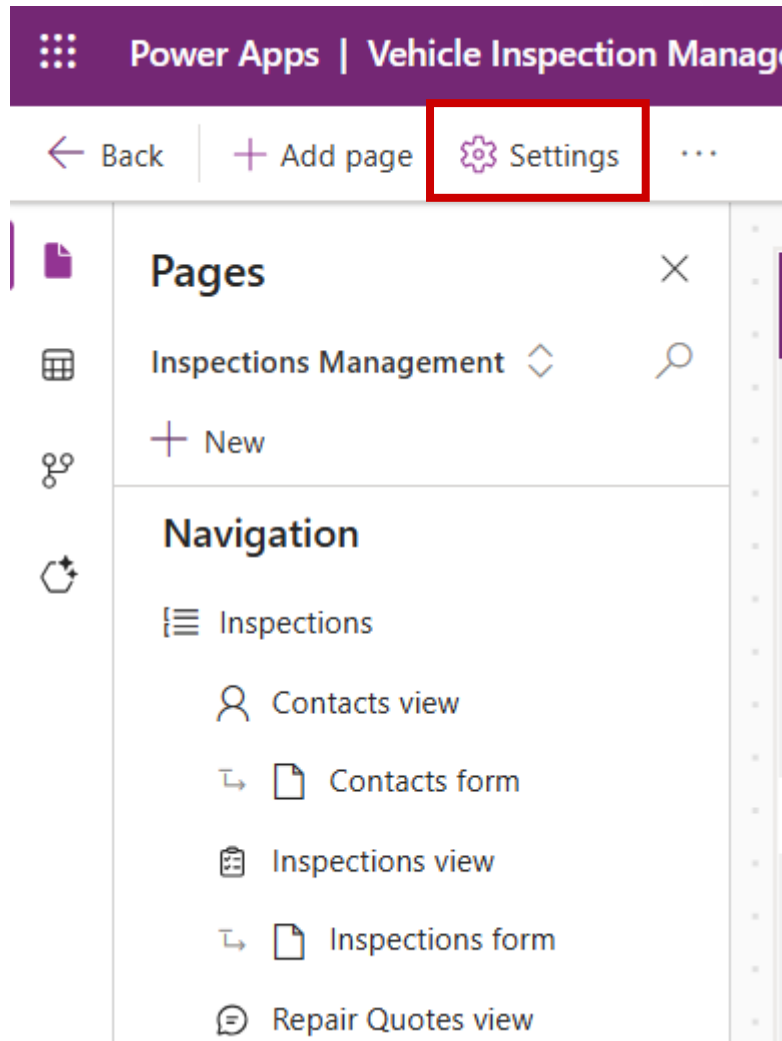 Power Apps | Vehicle Inspection Manag
Back Add page Settings ...
Pages
Inspections Management
New
Navigation
Inspections
Contacts view
Contacts form
Inspections view
Inspections form
Repair Quotes view